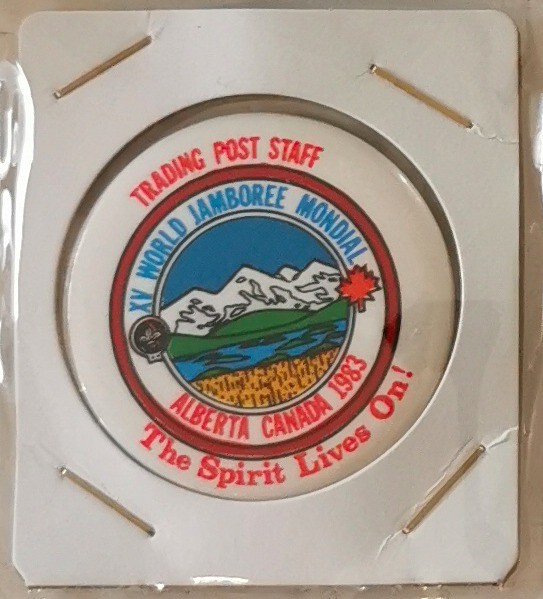 TRADING POST STAFF
XV WORLD JAMBOREE MONDIAL
ALBERTA CANADA 1983
The Spirit Lives On!